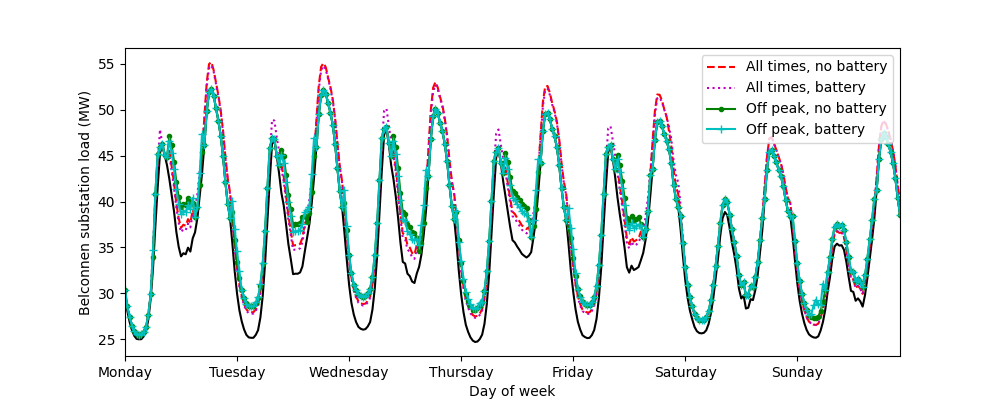 All times, no battery
All times, battery
Off peak, no battery
Off peak, battery
Belconnen substation load (MW)
55
50
45
40
35
30
25
Monday Tuesday Wednesday Thursday Friday Saturday Sunday
Day of week